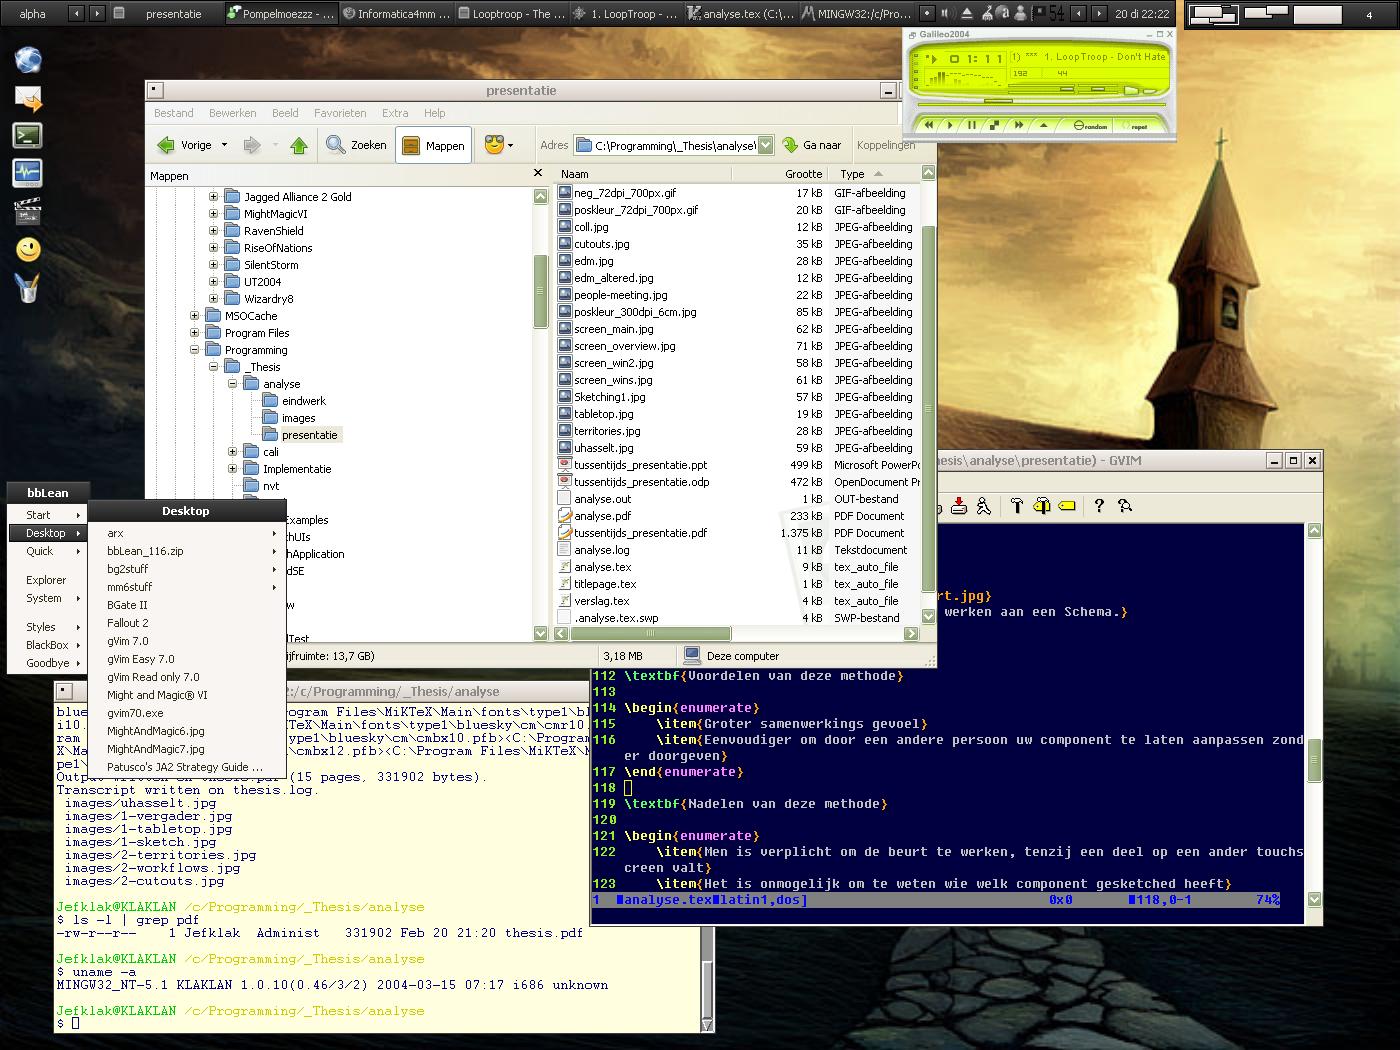 alpha
presentatie
Pompelmoezzz - ...
Informatica4mm ...
Looptroop - The ...
1. LoopTroop - ...
analyse.tex (C:\...
MINGW32:/c/Pro...
54
20 di 22:22
4
Galileo2004
1) *** 1. LoopTroop - Don't Hate
1: 1 1
192 44
random
repet
presentatie
Bestand Bewerken Beeld Favorieten Extra Help
Vorige
Zoeken
Mappen
Adres
C:\Programming\_Thesis\analyse\
Ga naar
Koppelingen
Mappen
Jagged Alliance 2 Gold
MightMagicVI
RavenShield
RiseOfNations
SilentStorm
UT2004
Wizardry8
MSOCache
Program Files
Programming
_Thesis
analyse
eindwerk
images
presentatie
cali
Implementatie
nvt
Examples
hUIs
hApplication
dSE
w
lTest
Naam Grootte Type
neg_72dpi_700px.gif 17 kB GIF-afbeelding
poskleur_72dpi_700px.gif 20 kB GIF-afbeelding
coll.jpg 12 kB JPEG-afbeelding
cutouts.jpg 35 kB JPEG-afbeelding
edm.jpg 28 kB JPEG-afbeelding
edm_altered.jpg 12 kB JPEG-afbeelding
people-meeting.jpg 22 kB JPEG-afbeelding
poskleur_300dpi_6cm.jpg 85 kB JPEG-afbeelding
screen_main.jpg 62 kB JPEG-afbeelding
screen_overview.jpg 71 kB JPEG-afbeelding
screen_win2.jpg 58 kB JPEG-afbeelding
screen_wins.jpg 61 kB JPEG-afbeelding
Sketching1.jpg 57 kB JPEG-afbeelding
tabletop.jpg 19 kB JPEG-afbeelding
territories.jpg 28 kB JPEG-afbeelding
uhasselt.jpg 59 kB JPEG-afbeelding
tussentijds_presentatie.ppt 499 kB Microsoft PowerPo
tussentijds_presentatie.odp 472 kB OpenDocument Pr
analyse.out 1 kB OUT-bestand
analyse.pdf 233 kB PDF Document
tussentijds_presentatie.pdf 1.375 kB PDF Document
analyse.log 11 kB Tekstdocument
analyse.tex 9 kB tex_auto_file
titlepage.tex 1 kB tex_auto_file
verslag.tex 4 kB tex_auto_file
.analyse.tex.swp 4 kB SWP-bestand
ijfruimte: 13,7 GB)
3,18 MB
Deze computer
bbLean
Start
Desktop
Quick
Explorer
System
Styles
BlackBox
Goodbye
Desktop
arx
bbLean_116.zip
bg2stuff
mm6stuff
BGate II
Fallout 2
gVim 7.0
gVim Easy 7.0
gVim Read only 7.0
Might and Magic® VI
gvim70.exe
MightAndMagic6.jpg
MightAndMagic7.jpg
Patusco's JA2 Strategy Guide ...
esis\analyse\presentatie) - GVIM
rt.jpg}
werken aan een Schema.}
112 \textbf{Voordelen van deze methode}
113
114 \begin{enumerate}
115 \item{Groter samenwerkings gevoel}
116 \item{Eenvoudiger om door een andere persoon uw component te laten aanpassen zond
er doorgeven}
117 \end{enumerate}
118
119 \textbf{Nadelen van deze methode}
120
121 \begin{enumerate}
122 \item{Men is verplicht om de beurt te werken, tenzij een deel op een ander touchs
creen valt}
123 \item{Het is onmogelijk om te weten wie welk component gesketched heeft}
1 analyse.tex latin1,dos] 0x0 118,0-1 74%
2:/c/Programming/_Thesis/analyse
blues ogram Files\MiKTeX\Main\fonts\type1\bl
i10. TeX\Main\fonts\type1\bluesky\cm\cmr10.
ram \type1\bluesky\cm\cmbx10.pfb><C:\Progr
X\Ma m\cmbx12.pfb><C:\Program Files\MiKTeX\M
pe1\
Output written on thesis.pdf (15 pages, 331902 bytes).
Transcript written on thesis.log.
images/uhasselt.jpg
images/1-vergader.jpg
images/1-tabletop.jpg
images/1-sketch.jpg
images/2-territories.jpg
images/2-workflows.jpg
images/2-cutouts.jpg
Jefklak@KLAKLAN /c/Programming/_Thesis/analyse
$ ls -l | grep pdf
-rw-r--r-- 1 Jefklak Administ 331902 Feb 20 21:20 thesis.pdf
Jefklak@KLAKLAN /c/Programming/_Thesis/analyse
$ uname -a
MINGW32_NT-5.1 KLAKLAN 1.0.10(0.46/3/2) 2004-03-15 07:17 i686 unknown
Jefklak@KLAKLAN /c/Programming/_Thesis/analyse
$